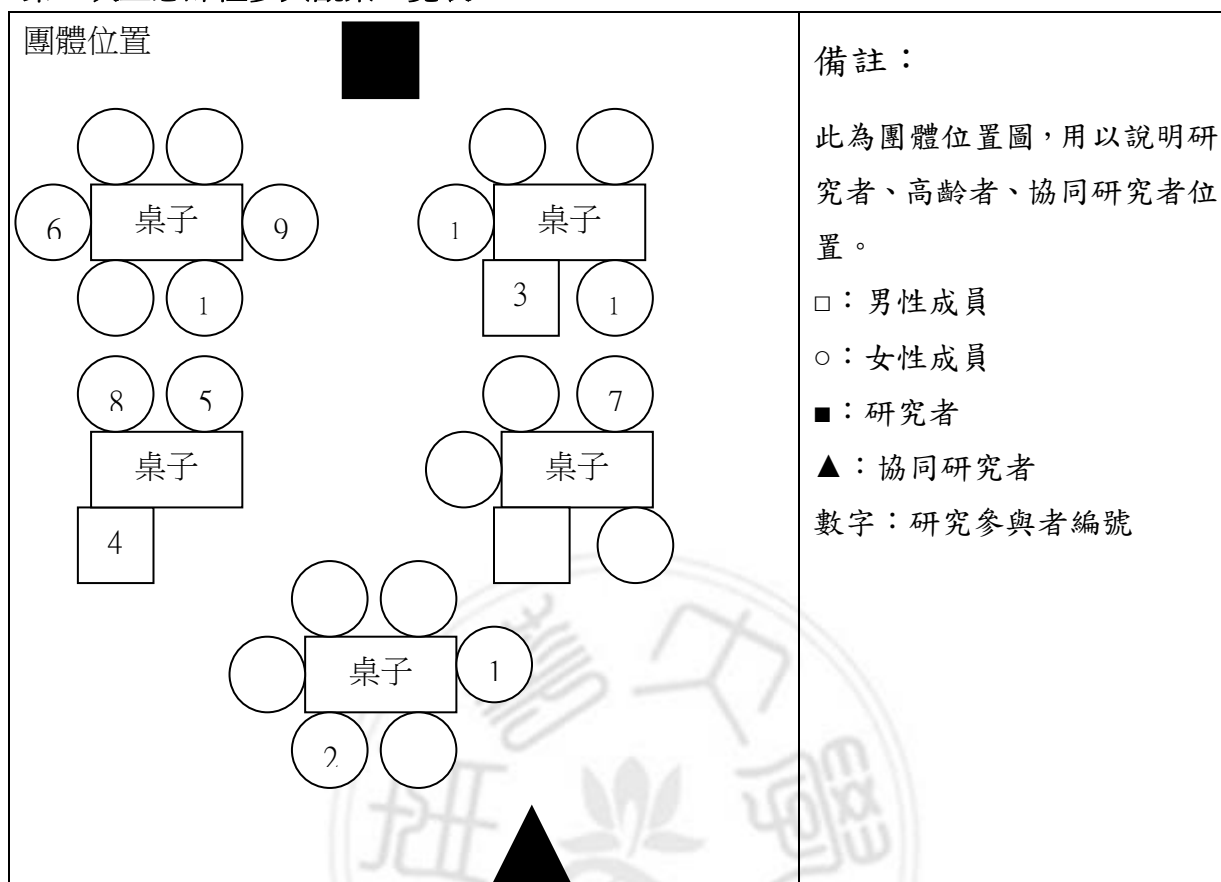 團體位置
桌子
6
9
1
桌子
1
3
1
8
5
桌子
4
7
桌子
桌子
1
2
備註：
此為團體位置圖，用以說明研
究者、高齡者、協同研究者位
置。
□：男性成員
○：女性成員
■：研究者
▲：協同研究者
數字：研究參與者編號